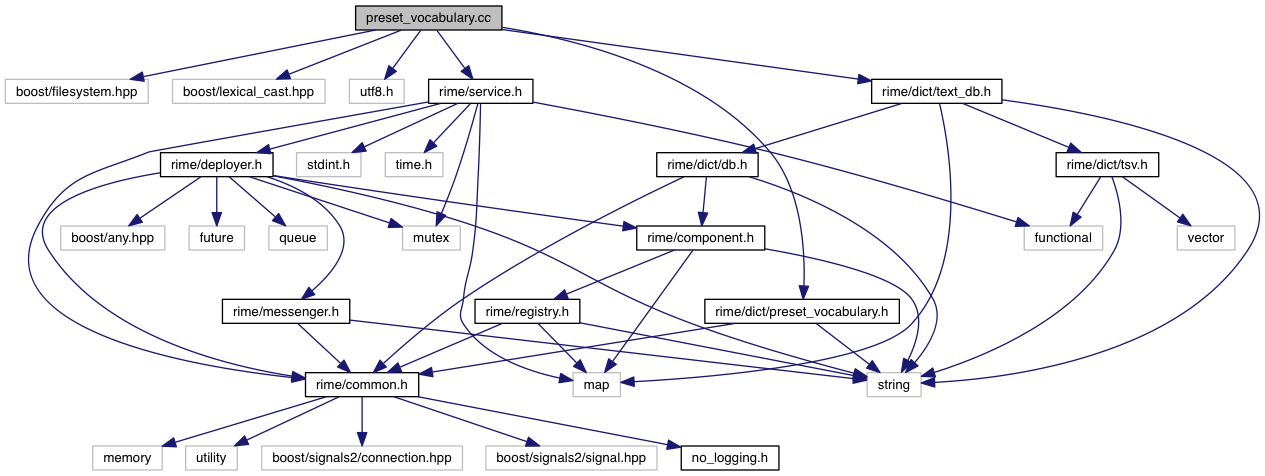 preset_vocabulary.cc
boost/filesystem.hpp
boost/lexical_cast.hpp
utf8.h
rime/service.h
rime/dict/text_db.h
rime/deployer.h
stdint.h
time.h
rime/dict/db.h
rime/dict/tsv.h
boost/any.hpp
future
queue
mutex
rime/component.h
functional
vector
rime/messenger.h
rime/registry.h
rime/dict/preset_vocabulary.h
rime/common.h
map
string
memory
utility
boost/signals2/connection.hpp
boost/signals2/signal.hpp
no_logging.h